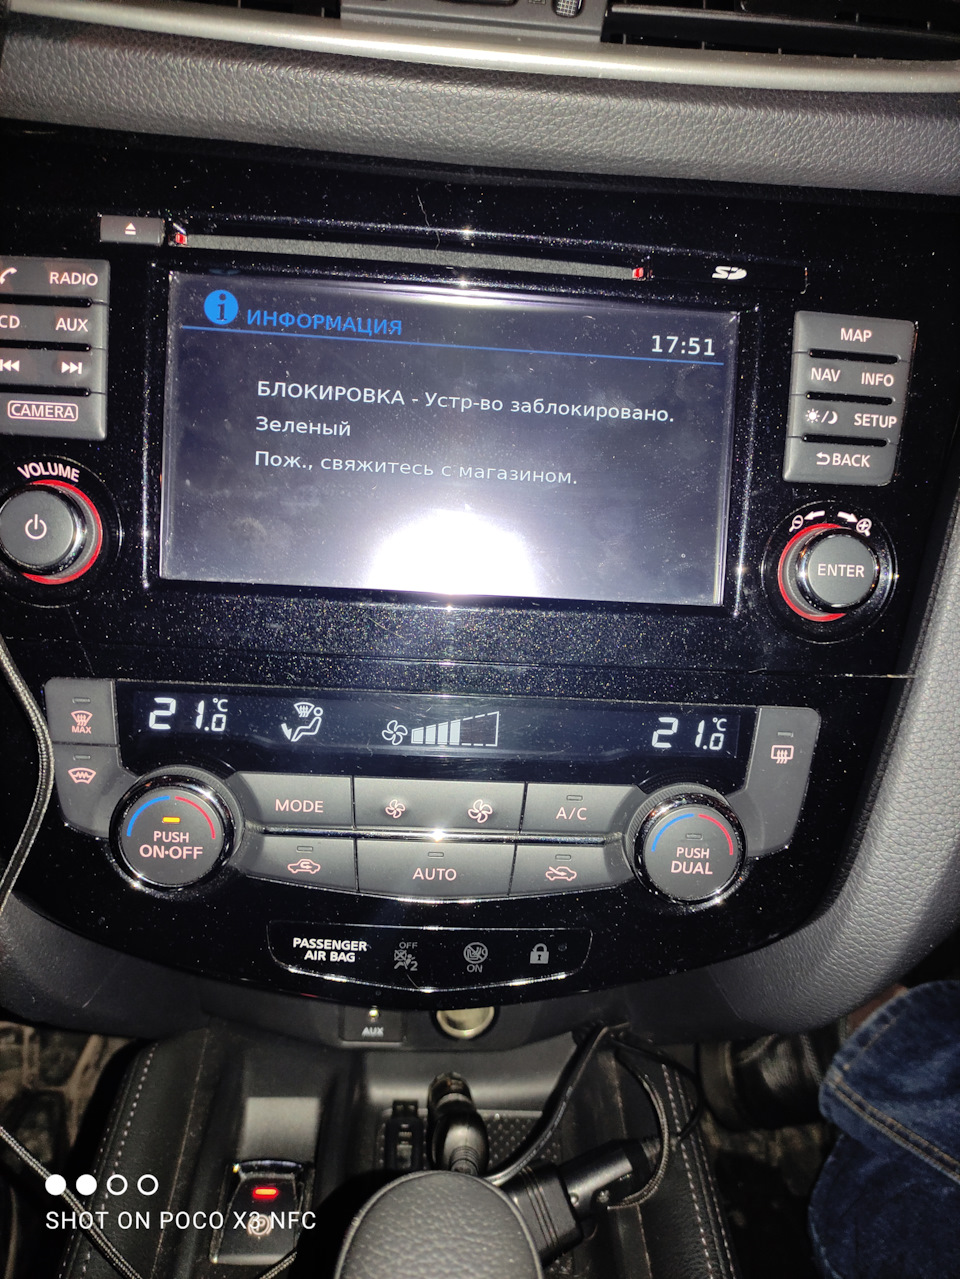 SD
RADIO
CD AUX
CAMERA
VOLUME
i ИНФОРМАЦИЯ
17:51
БЛОКИРОВКА - Устр-во заблокировано.
Зеленый
Пож., свяжитесь с магазином.
MAP
NAV INFO
SETUP
BACK
ENTER
21.0°C 21.0°C
MAX
MODE
A/C
PUSH
ON·OFF
AUTO
PUSH
DUAL
PASSENGER
AIR BAG
OFF
2
ON
AUX
SHOT ON POCO X3 NFC